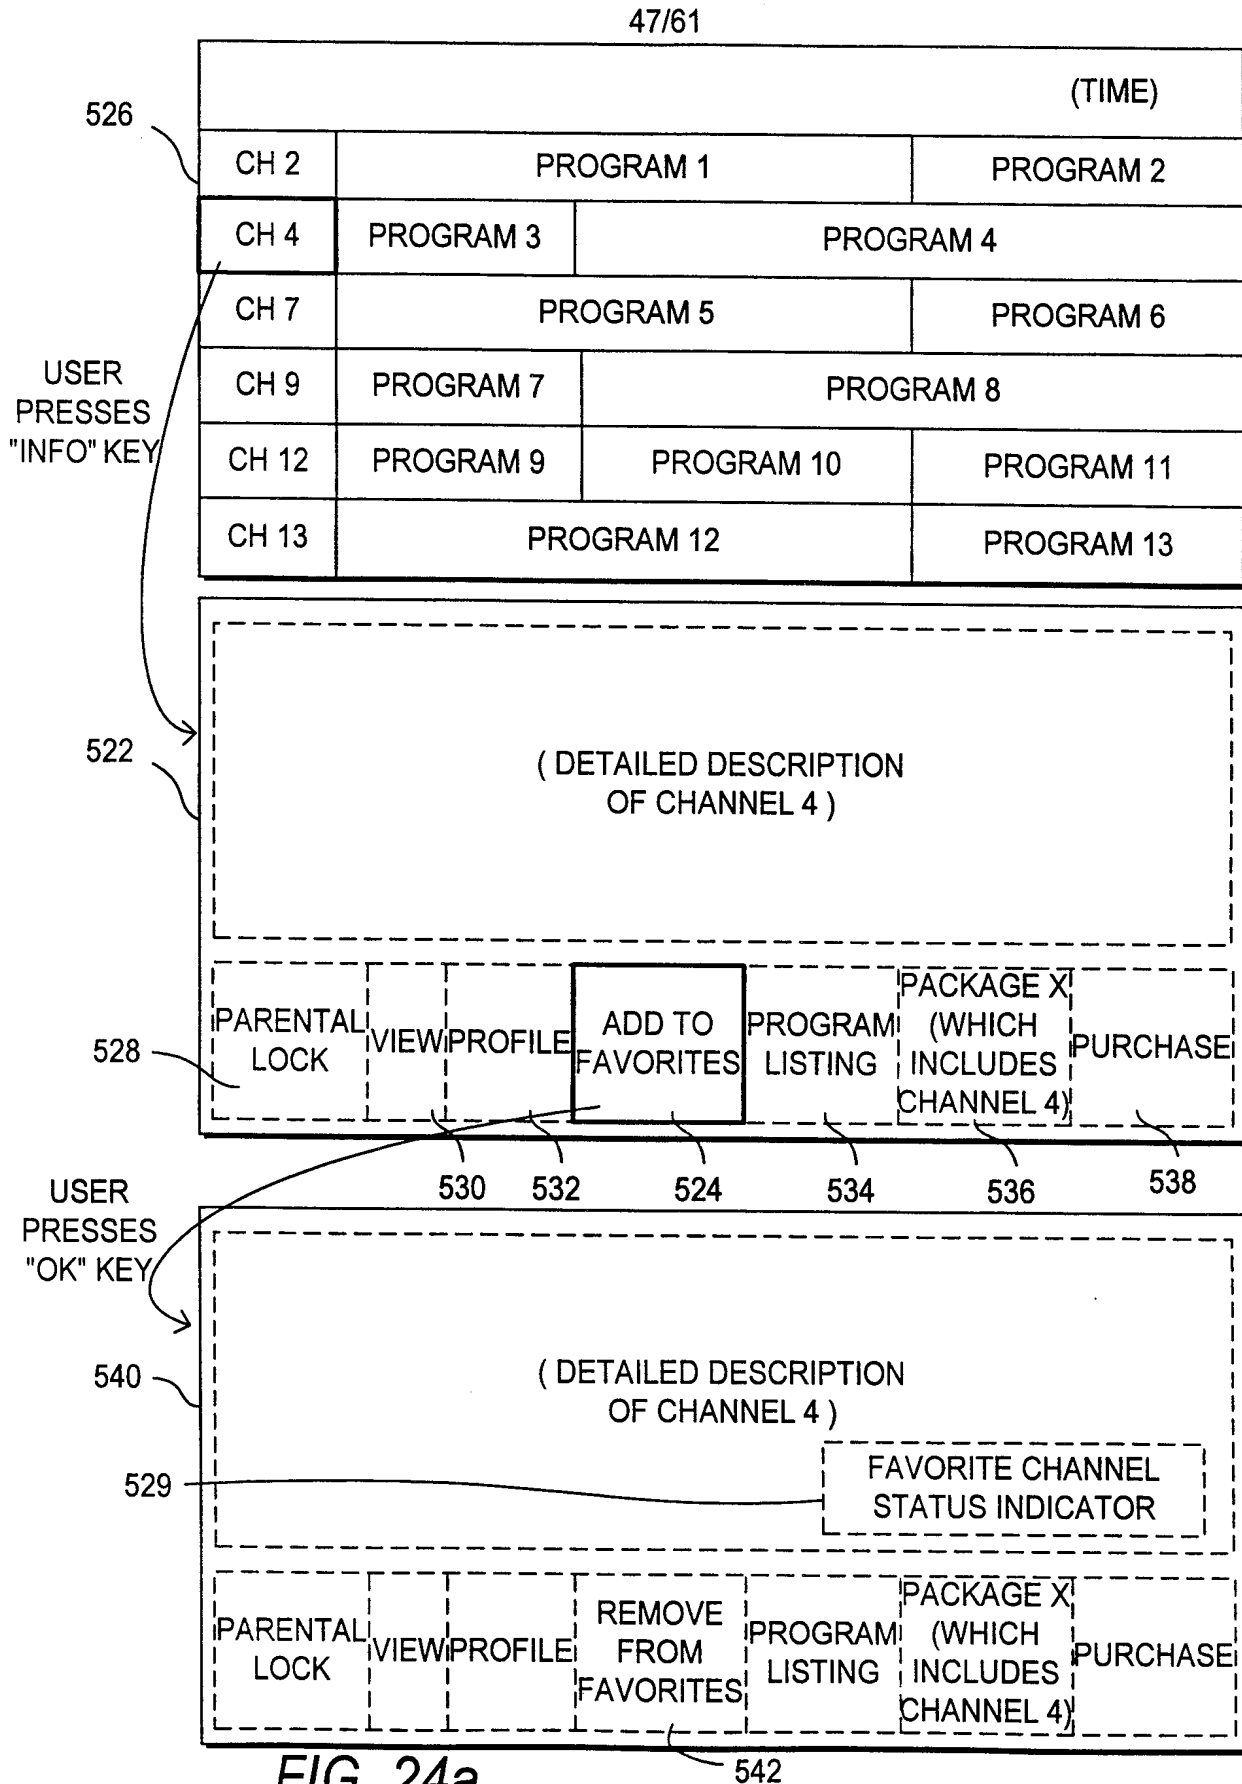 47/61
(TIME)
526
CH 2 PROGRAM 1 PROGRAM 2
CH 4 PROGRAM 3 PROGRAM 4
CH 7 PROGRAM 5 PROGRAM 6
CH 9 PROGRAM 7 PROGRAM 8
CH 12 PROGRAM 9 PROGRAM 10 PROGRAM 11
CH 13 PROGRAM 12 PROGRAM 13
USER
PRESSES
"INFO" KEY
522
( DETAILED DESCRIPTION
OF CHANNEL 4 )
PARENTAL
LOCK
VIEW
PROFILE
ADD TO
FAVORITES
PROGRAM
LISTING
PACKAGE X
(WHICH
INCLUDES
CHANNEL 4)
PURCHASE
528
530 532 524 534 536 538
USER
PRESSES
"OK" KEY
540
( DETAILED DESCRIPTION
OF CHANNEL 4 )
529
FAVORITE CHANNEL
STATUS INDICATOR
PARENTAL
LOCK
VIEW
PROFILE
REMOVE
FROM
FAVORITES
PROGRAM
LISTING
PACKAGE X
(WHICH
INCLUDES
CHANNEL 4)
PURCHASE
542
FIG. 24a